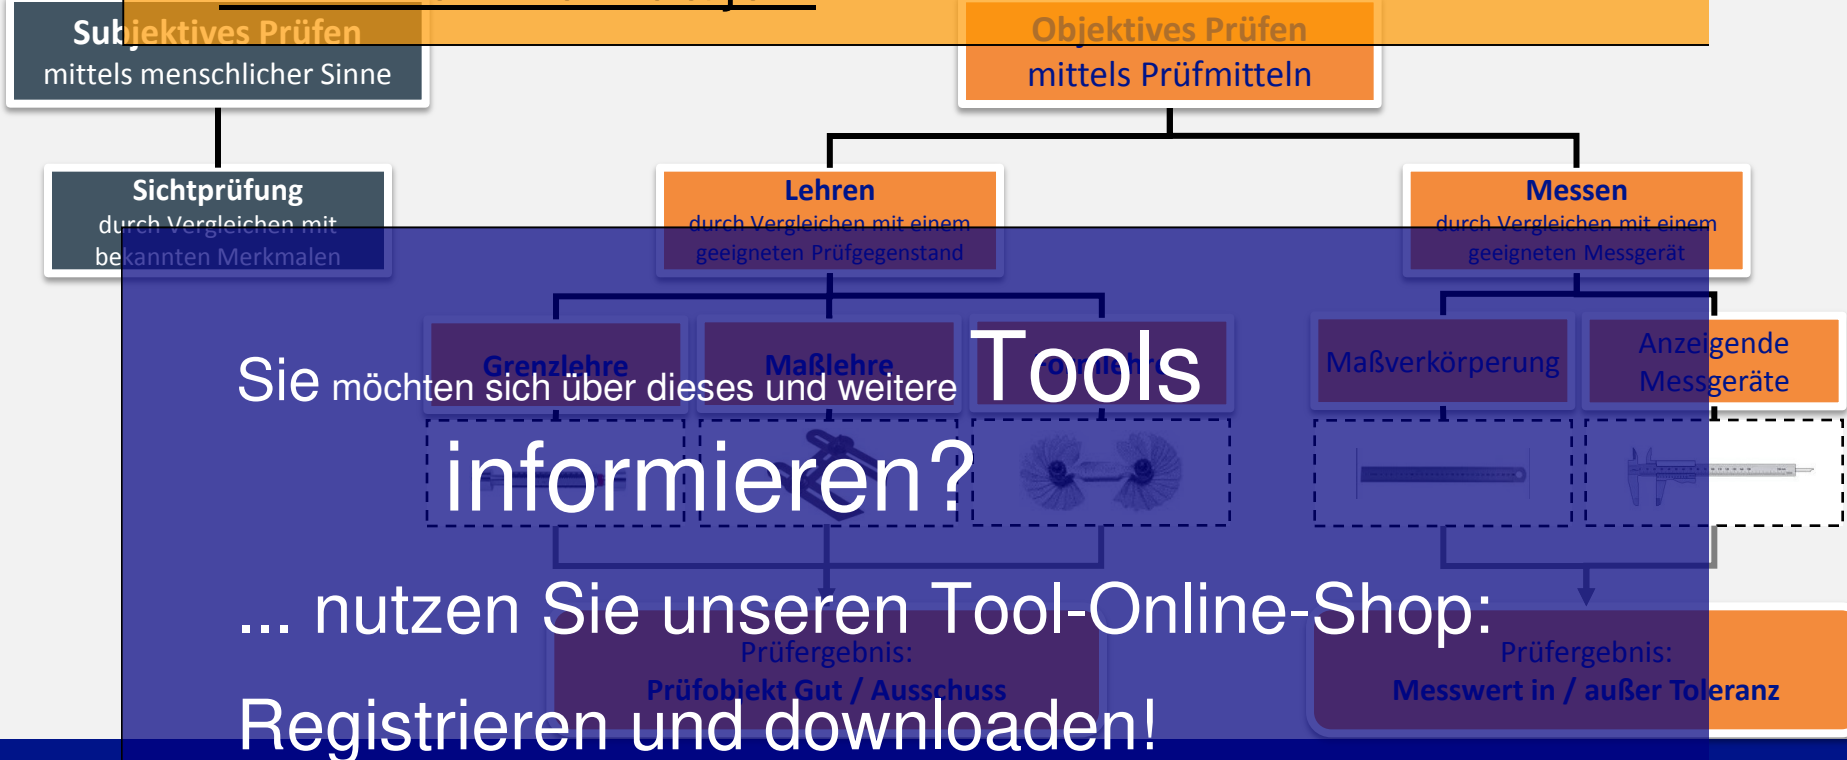 Subjektives Prüfen
mittels menschlicher Sinne
Objektives Prüfen
mittels Prüfmitteln
Sichtprüfung
durch Vergleichen mit
bekannten Merkmalen
Lehren
durch Vergleichen mit einem
geeigneten Prüfgegenstand
Messen
durch Vergleichen mit einem
geeigneten Messgerät
Grenzlehre
Maßlehre
Maßverkörperung
Anzeigende
Messgeräte
Sie möchten sich über dieses und weitere Tools
informieren?
... nutzen Sie unseren Tool-Online-Shop:
Registrieren und downloaden!
Prüfergebnis:
Prüfobjekt Gut / Ausschuss
Prüfergebnis:
Messwert in / außer Toleranz